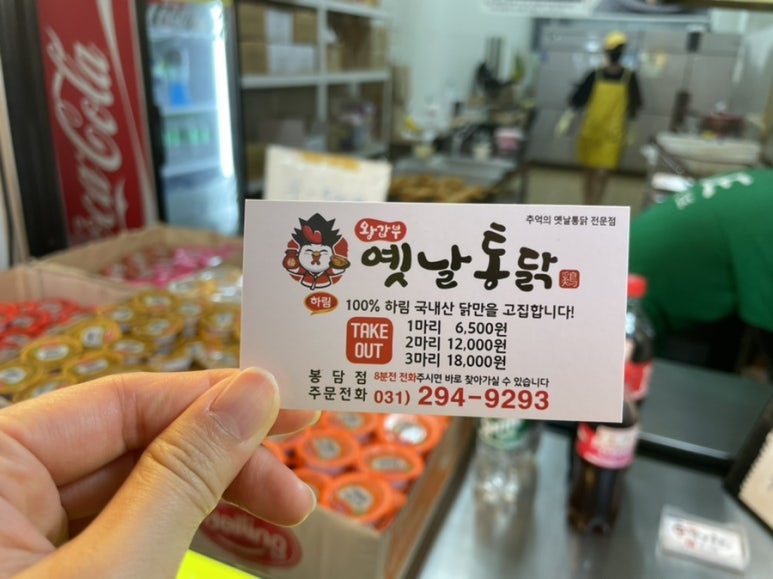 Coca-Cola
추억의 옛날통닭 전문점
왕갑부
옛날통닭
鷄
하림
100% 하림 국내산 닭만을 고집합니다!
TAKE OUT
1마리 6,500원
2마리 12,000원
3마리 18,000원
봉담점 8분전 전화주시면 바로 찾아가실 수 있습니다
주문전화 031) 294-9293